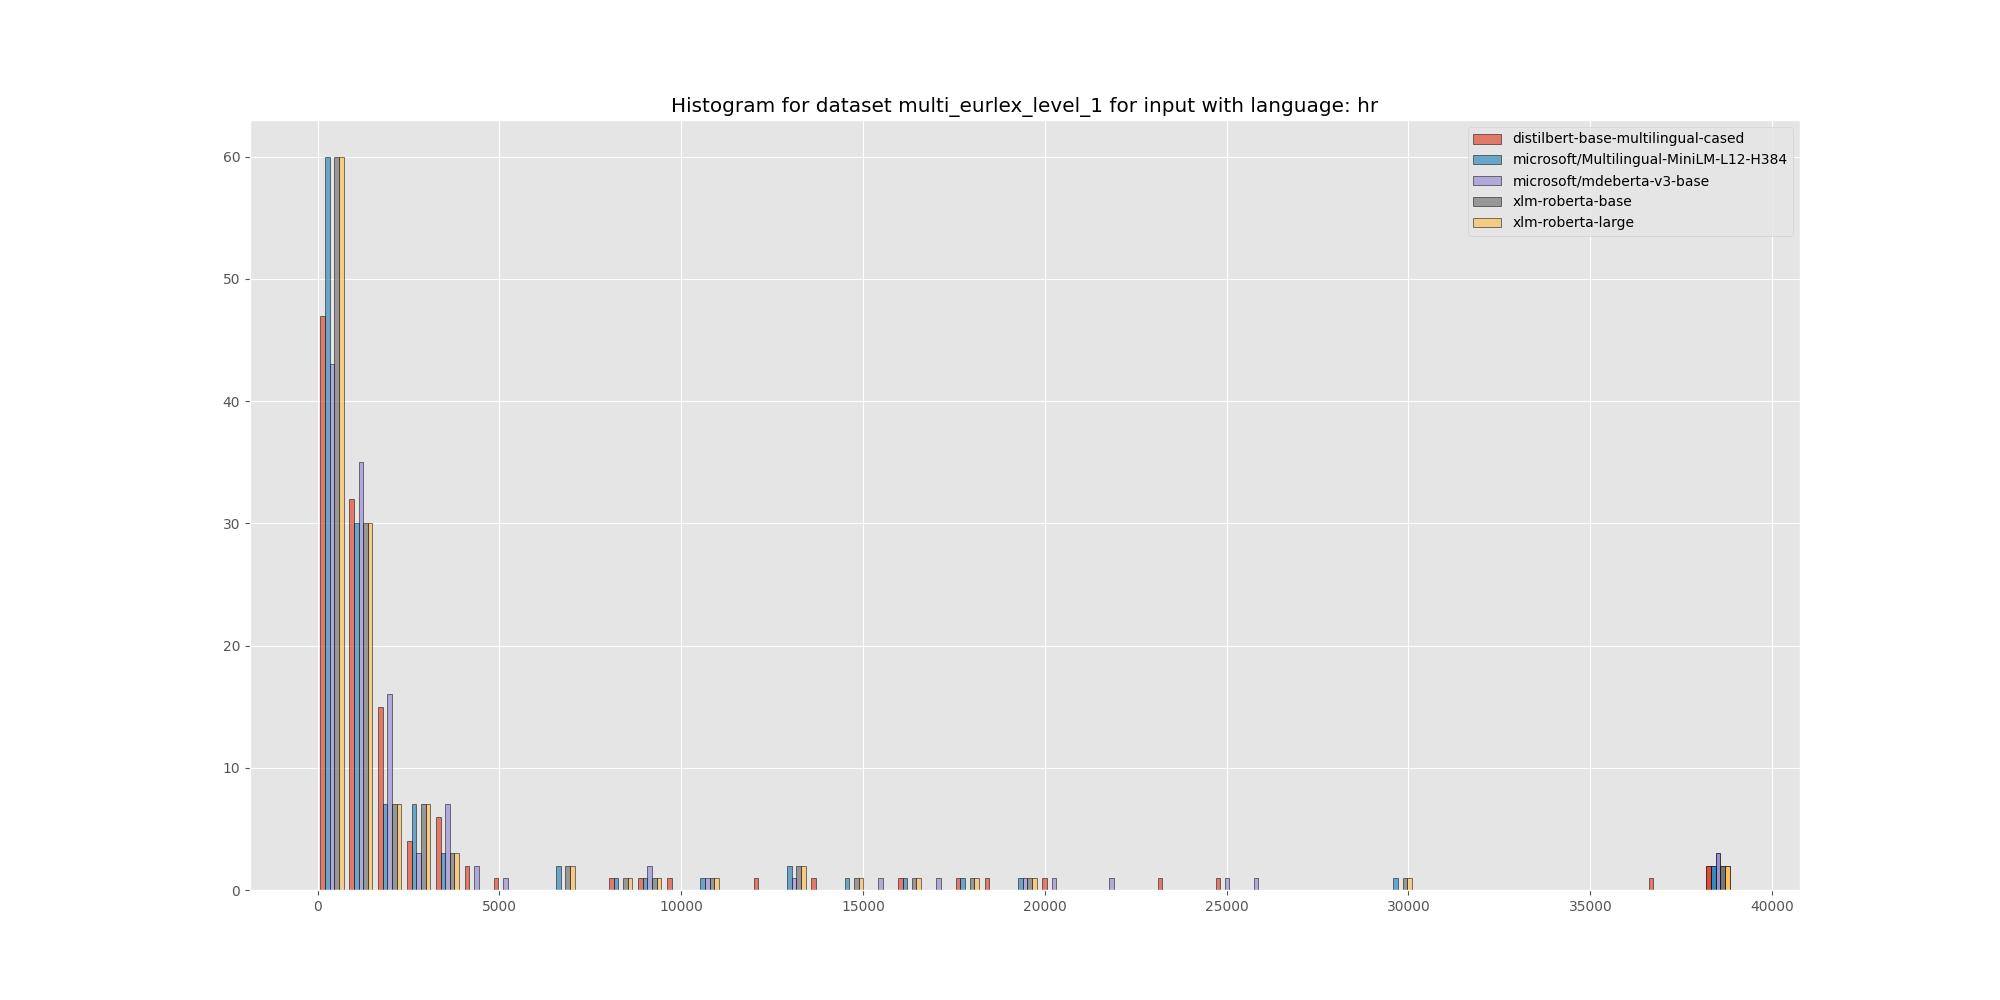 Histogram for dataset multi_eurlex_level_1 for input with language: hr
distilbert-base-multilingual-cased
microsoft/Multilingual-MiniLM-L12-H384
microsoft/mdeberta-v3-base
xlm-roberta-base
xlm-roberta-large
60
50
40
30
20
10
0
0 5000 10000 15000 20000 25000 30000 35000 40000